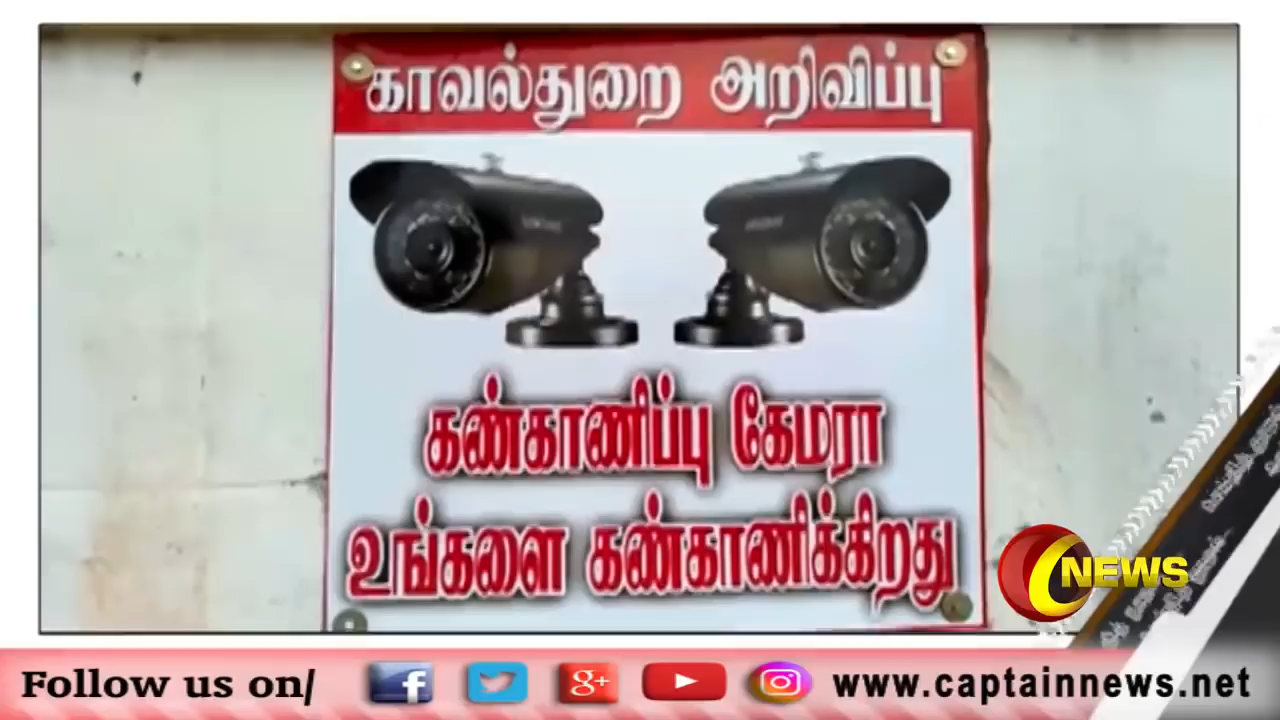 காவல்துறை அறிவிப்பு
கண்காணிப்பு கேமரா
உங்களை கண்காணிக்கிறது
NEWS
Follow us on/
www.captainnews.net